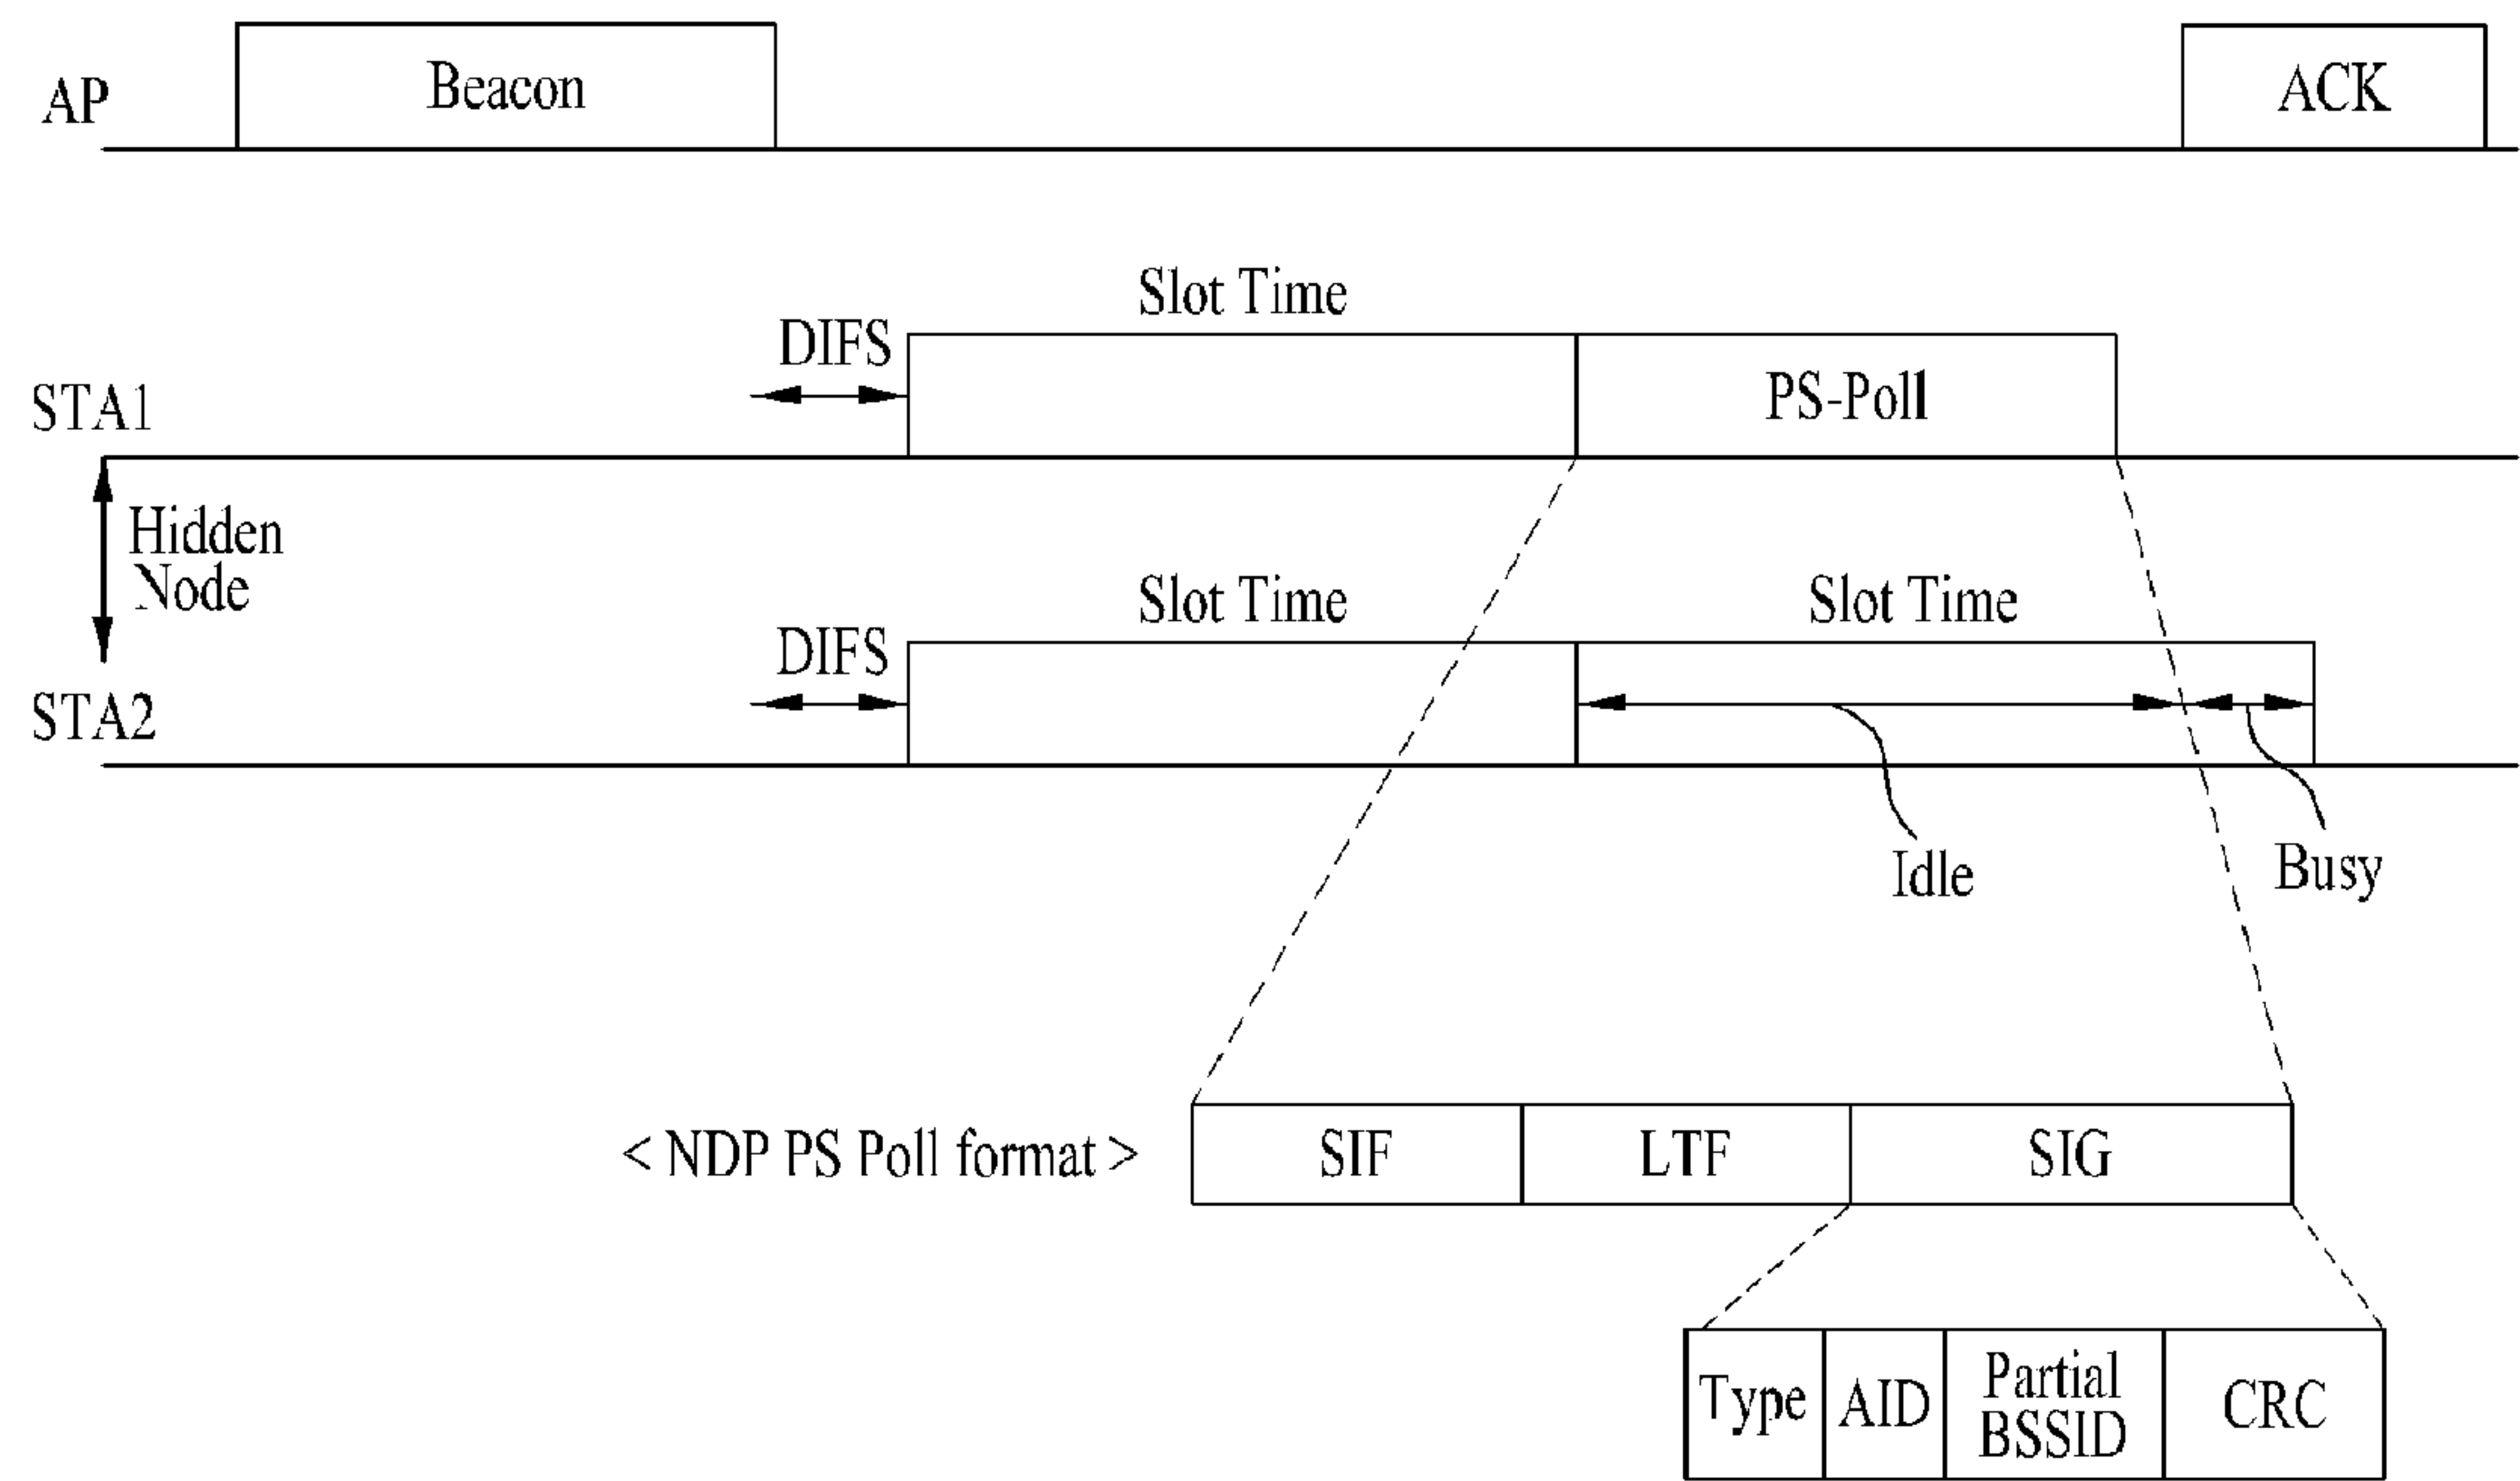 AP
Beacon
ACK
Slot Time
DIFS
STA1
PS-Poll
Hidden
Node
Slot Time
Slot Time
DIFS
STA2
Idle
Busy
< NDP PS Poll format >
SIF
LTF
SIG
Type
AID
Partial
BSSID
CRC